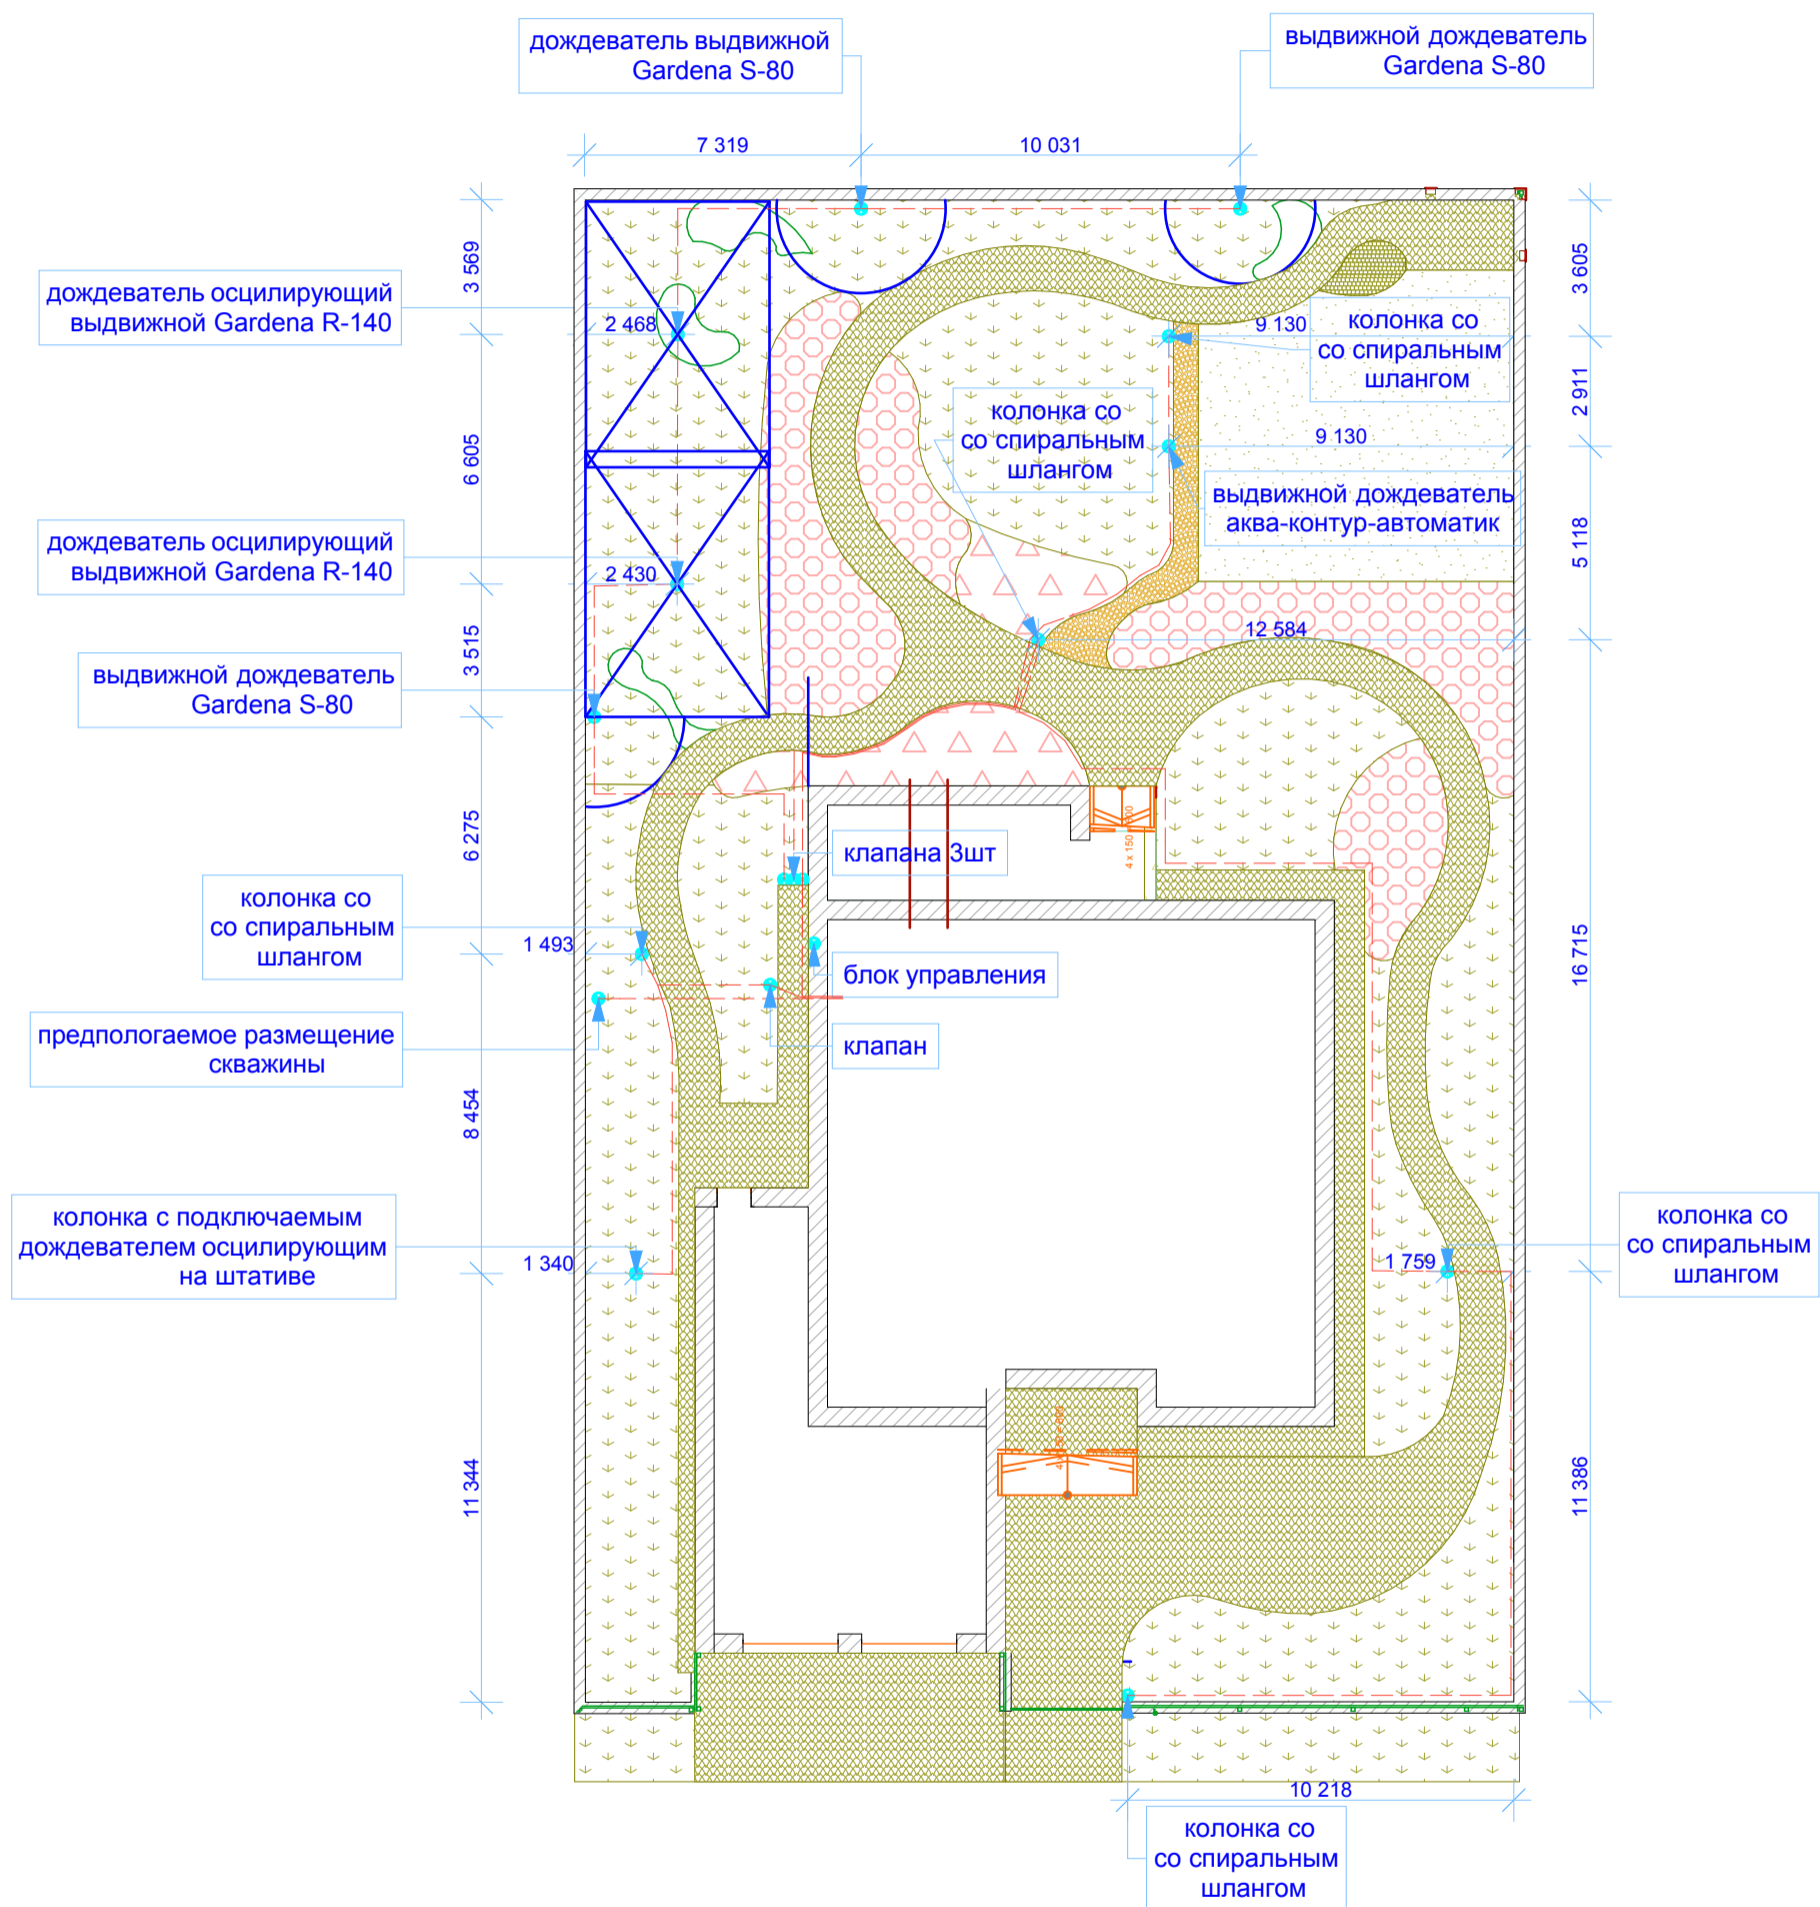 дождеватель выдвижной
Gardena S-80
выдвижной дождеватель
Gardena S-80
7 319
10 031
3 569
3 605
дождеватель осцилирующий
выдвижной Gardena R-140
2 468
9 130
колонка со
со спиральным
шлангом
2 911
колонка со
со спиральным
шлангом
9 130
6 605
выдвижной дождеватель
аква-контур-автоматик
5 118
дождеватель осцилирующий
выдвижной Gardena R-140
2 430
12 584
3 515
выдвижной дождеватель
Gardena S-80
6 275
клапана 3шт
4 x 150
колонка со
со спиральным
шлангом
1 493
16 715
блок управления
предпологаемое размещение
скважины
клапан
8 454
колонка с подключаемым
дождевателем осцилирующим
на штативе
1 340
1 759
колонка со
со спиральным
шлангом
11 344
11 386
10 218
колонка со
со спиральным
шлангом